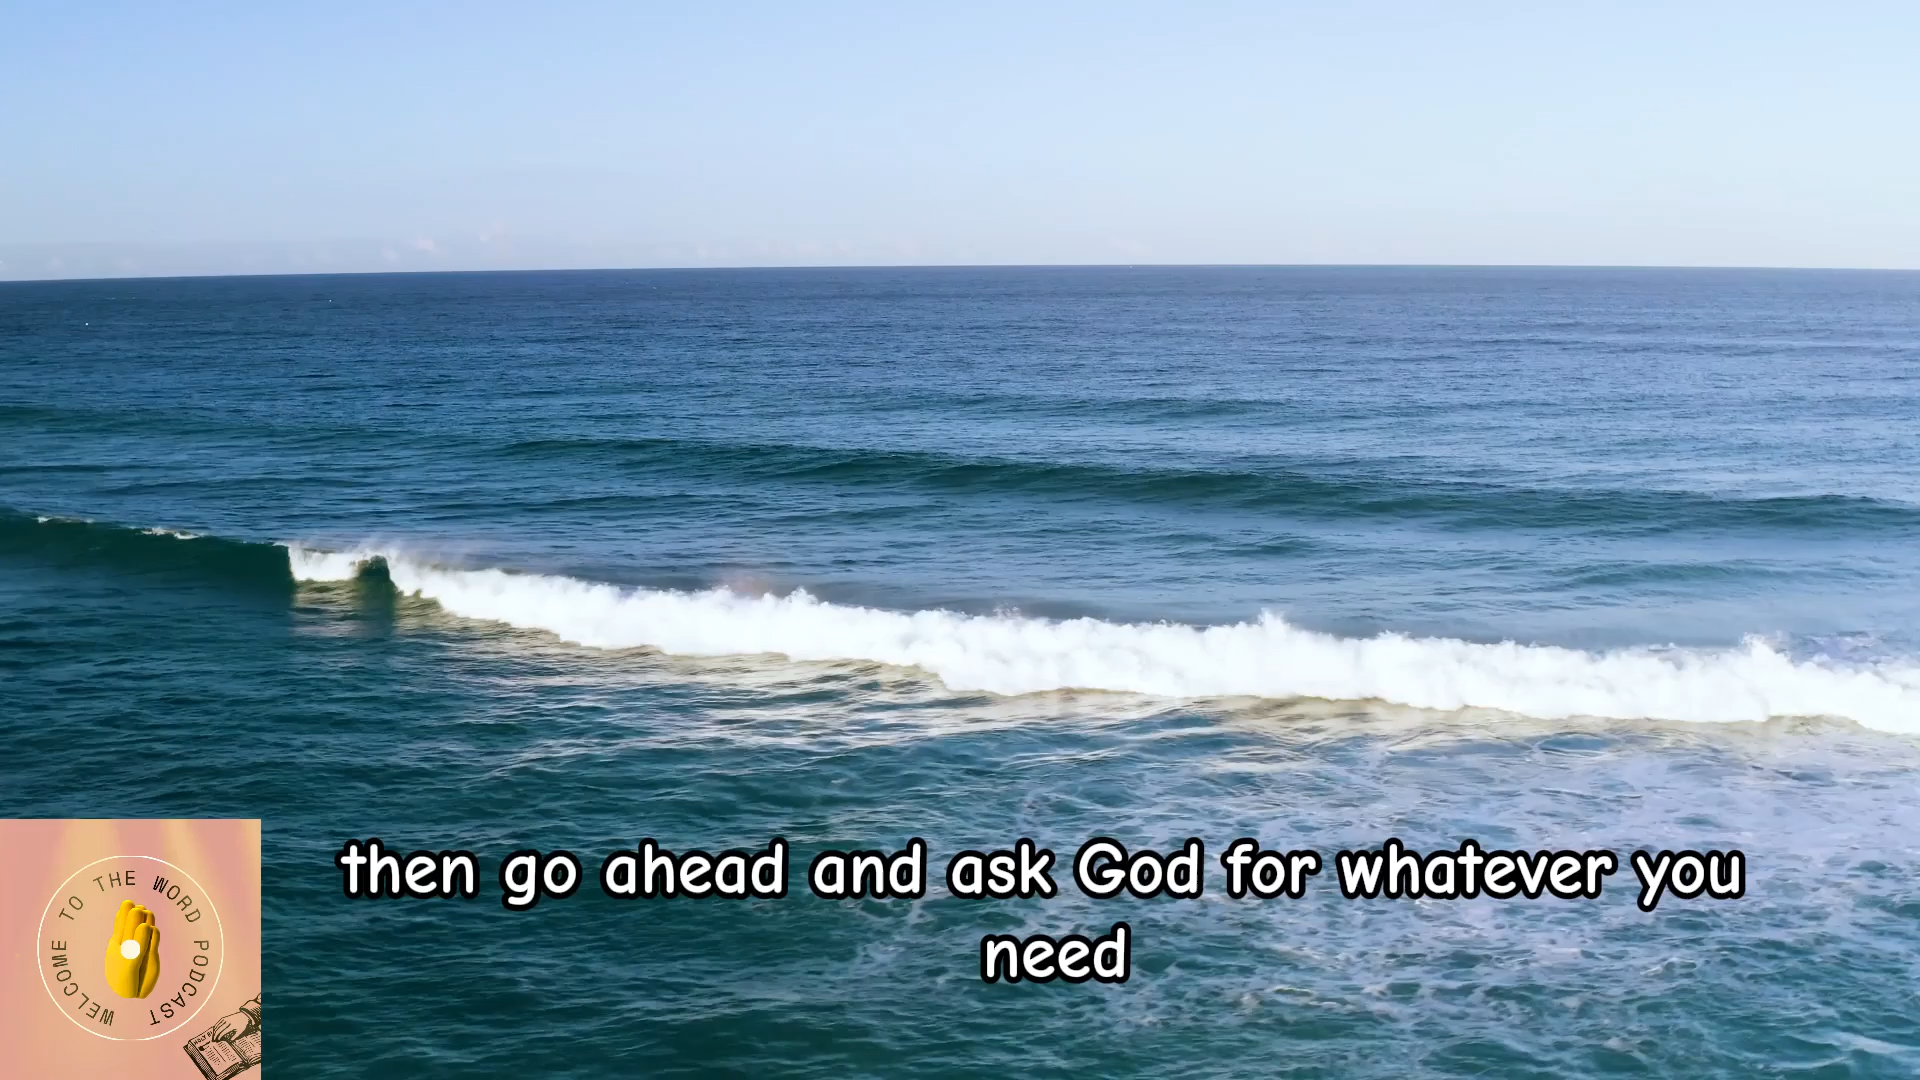 then go ahead and ask God for whatever you
need
WELCOME TO THE WORD PODCAST